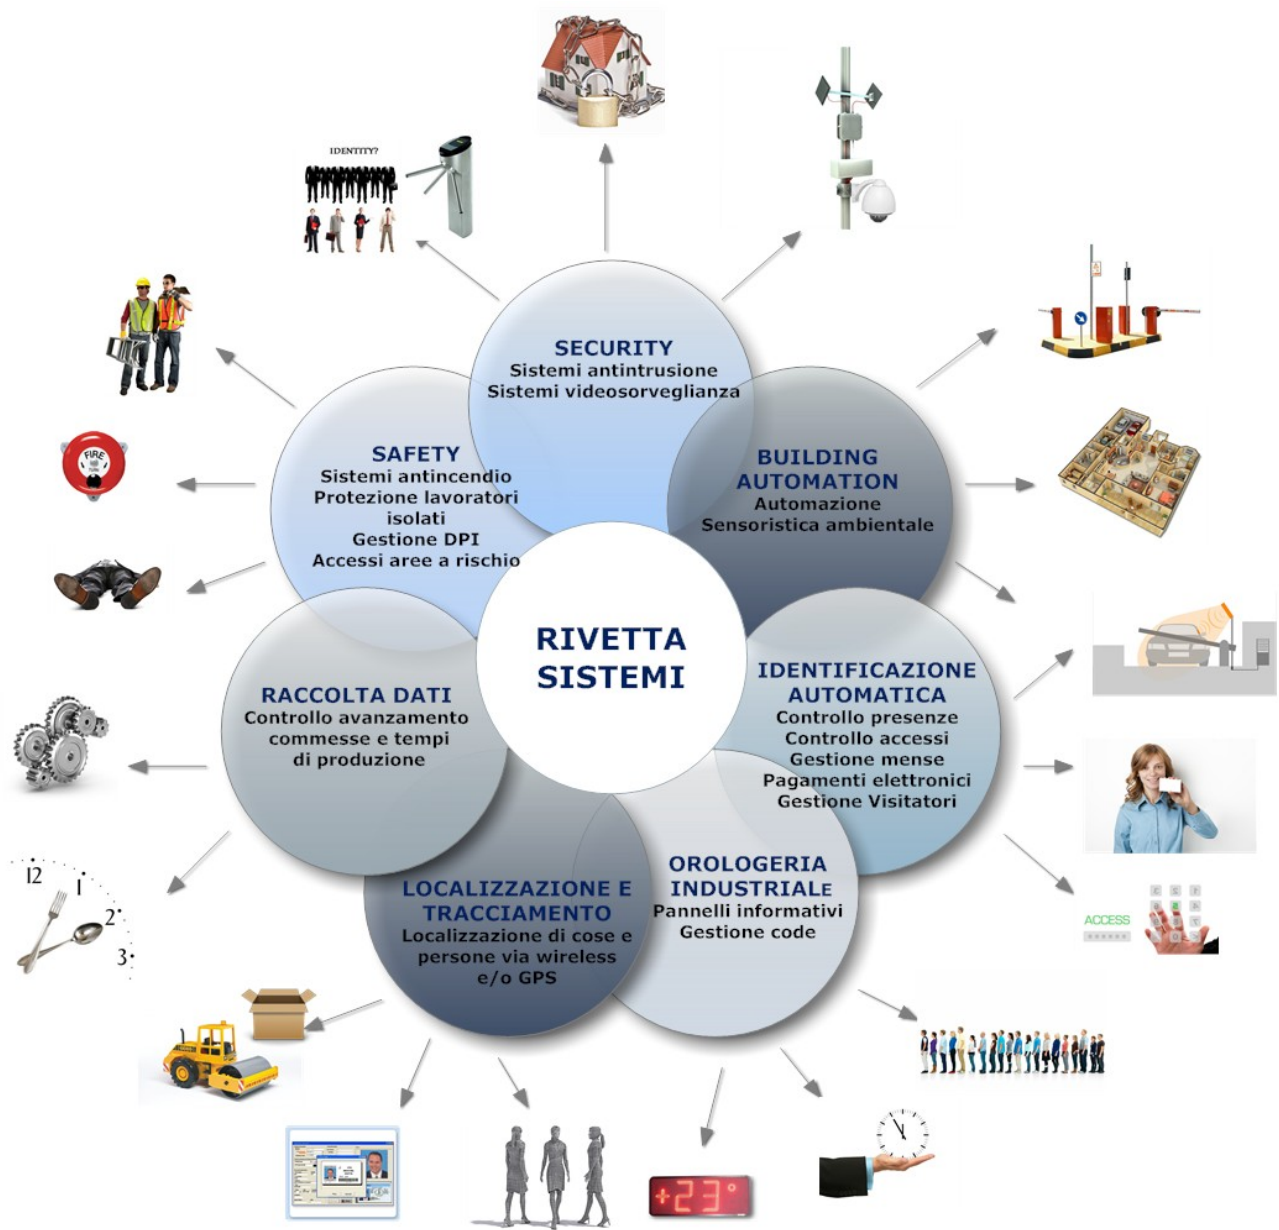 IDENTITY?
SECURITY
Sistemi antintrusione
Sistemi videosorveglianza
SAFETY
Sistemi antincendio
Protezione lavoratori
isolati
Gestione DPI
Accessi aree a rischio
BUILDING
AUTOMATION
Automazione
Sensoristica ambientale
FIRE
RIVETTA
SISTEMI
IDENTIFICAZIONE
AUTOMATICA
Controllo presenze
Controllo accessi
Gestione mense
Pagamenti elettronici
Gestione Visitatori
RACCOLTA DATI
Controllo avanzamento
commesse e tempi
di produzione
12
1
2
3
LOCALIZZAZIONE E
TRACCIAMENTO
Localizzazione di cose e
persone via wireless
e/o GPS
OROLOGERIA
INDUSTRIALE
Pannelli informativi
Gestione code
ACCESS
+23°